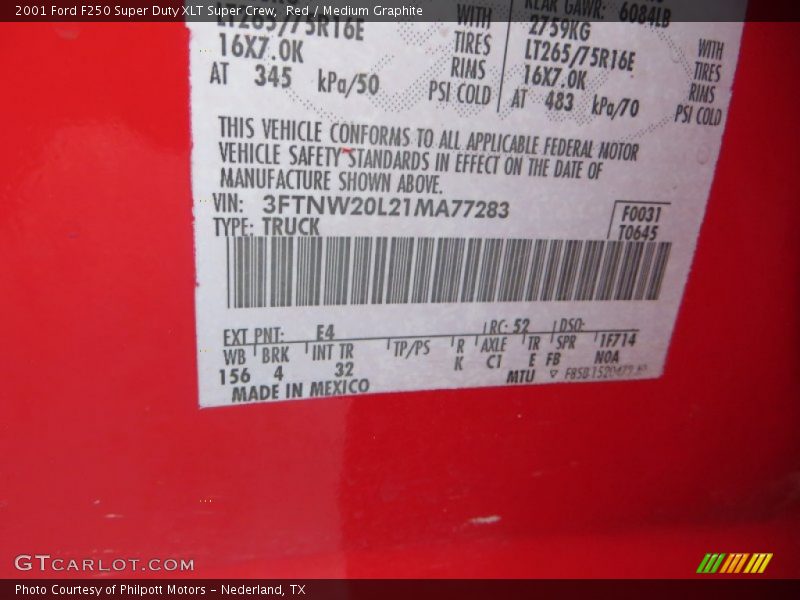 2001 Ford F250 Super Duty XLT Super Crew, Red / Medium Graphite
LT265/75R16E WITH
16X7.0K TIRES
AT 345 kPa/50 RIMS
PSI COLD
REAR GAWR: 6084LB
2759KG WITH
LT265/75R16E TIRES
16X7.0K RIMS
AT 483 kPa/70 PSI COLD
THIS VEHICLE CONFORMS TO ALL APPLICABLE FEDERAL MOTOR
VEHICLE SAFETY STANDARDS IN EFFECT ON THE DATE OF
MANUFACTURE SHOWN ABOVE.
VIN: 3FTNW20L21MA77283 F0031
TYPE: TRUCK T0645
EXT PNT: E4 RC: 52 DSO:
WB BRK INT TR TP/PS R AXLE TR SPR 1F714
156 4 32 K C1 E FB N0A
MADE IN MEXICO MTU
GTCARLOT.COM
Photo Courtesy of Philpott Motors - Nederland, TX